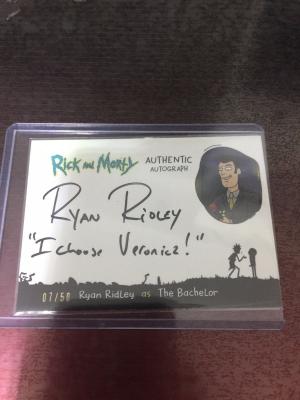 Rick and Morty AUTHENTIC
AUTOGRAPH
Ryan Ridley
"I choose Veronica!"
07/50 Ryan Ridley as The Bachelor